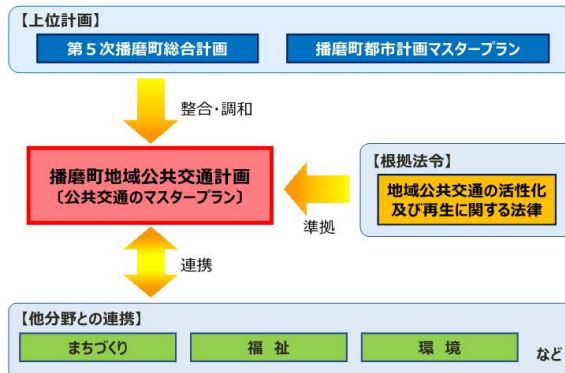 【上位計画】
第5次播磨町総合計画
播磨町都市計画マスタープラン
整合・調和
播磨町地域公共交通計画
〔公共交通のマスタープラン〕
【根拠法令】
地域公共交通の活性化
及び再生に関する法律
準拠
連携
【他分野との連携】
まちづくり
福 祉
環 境
など